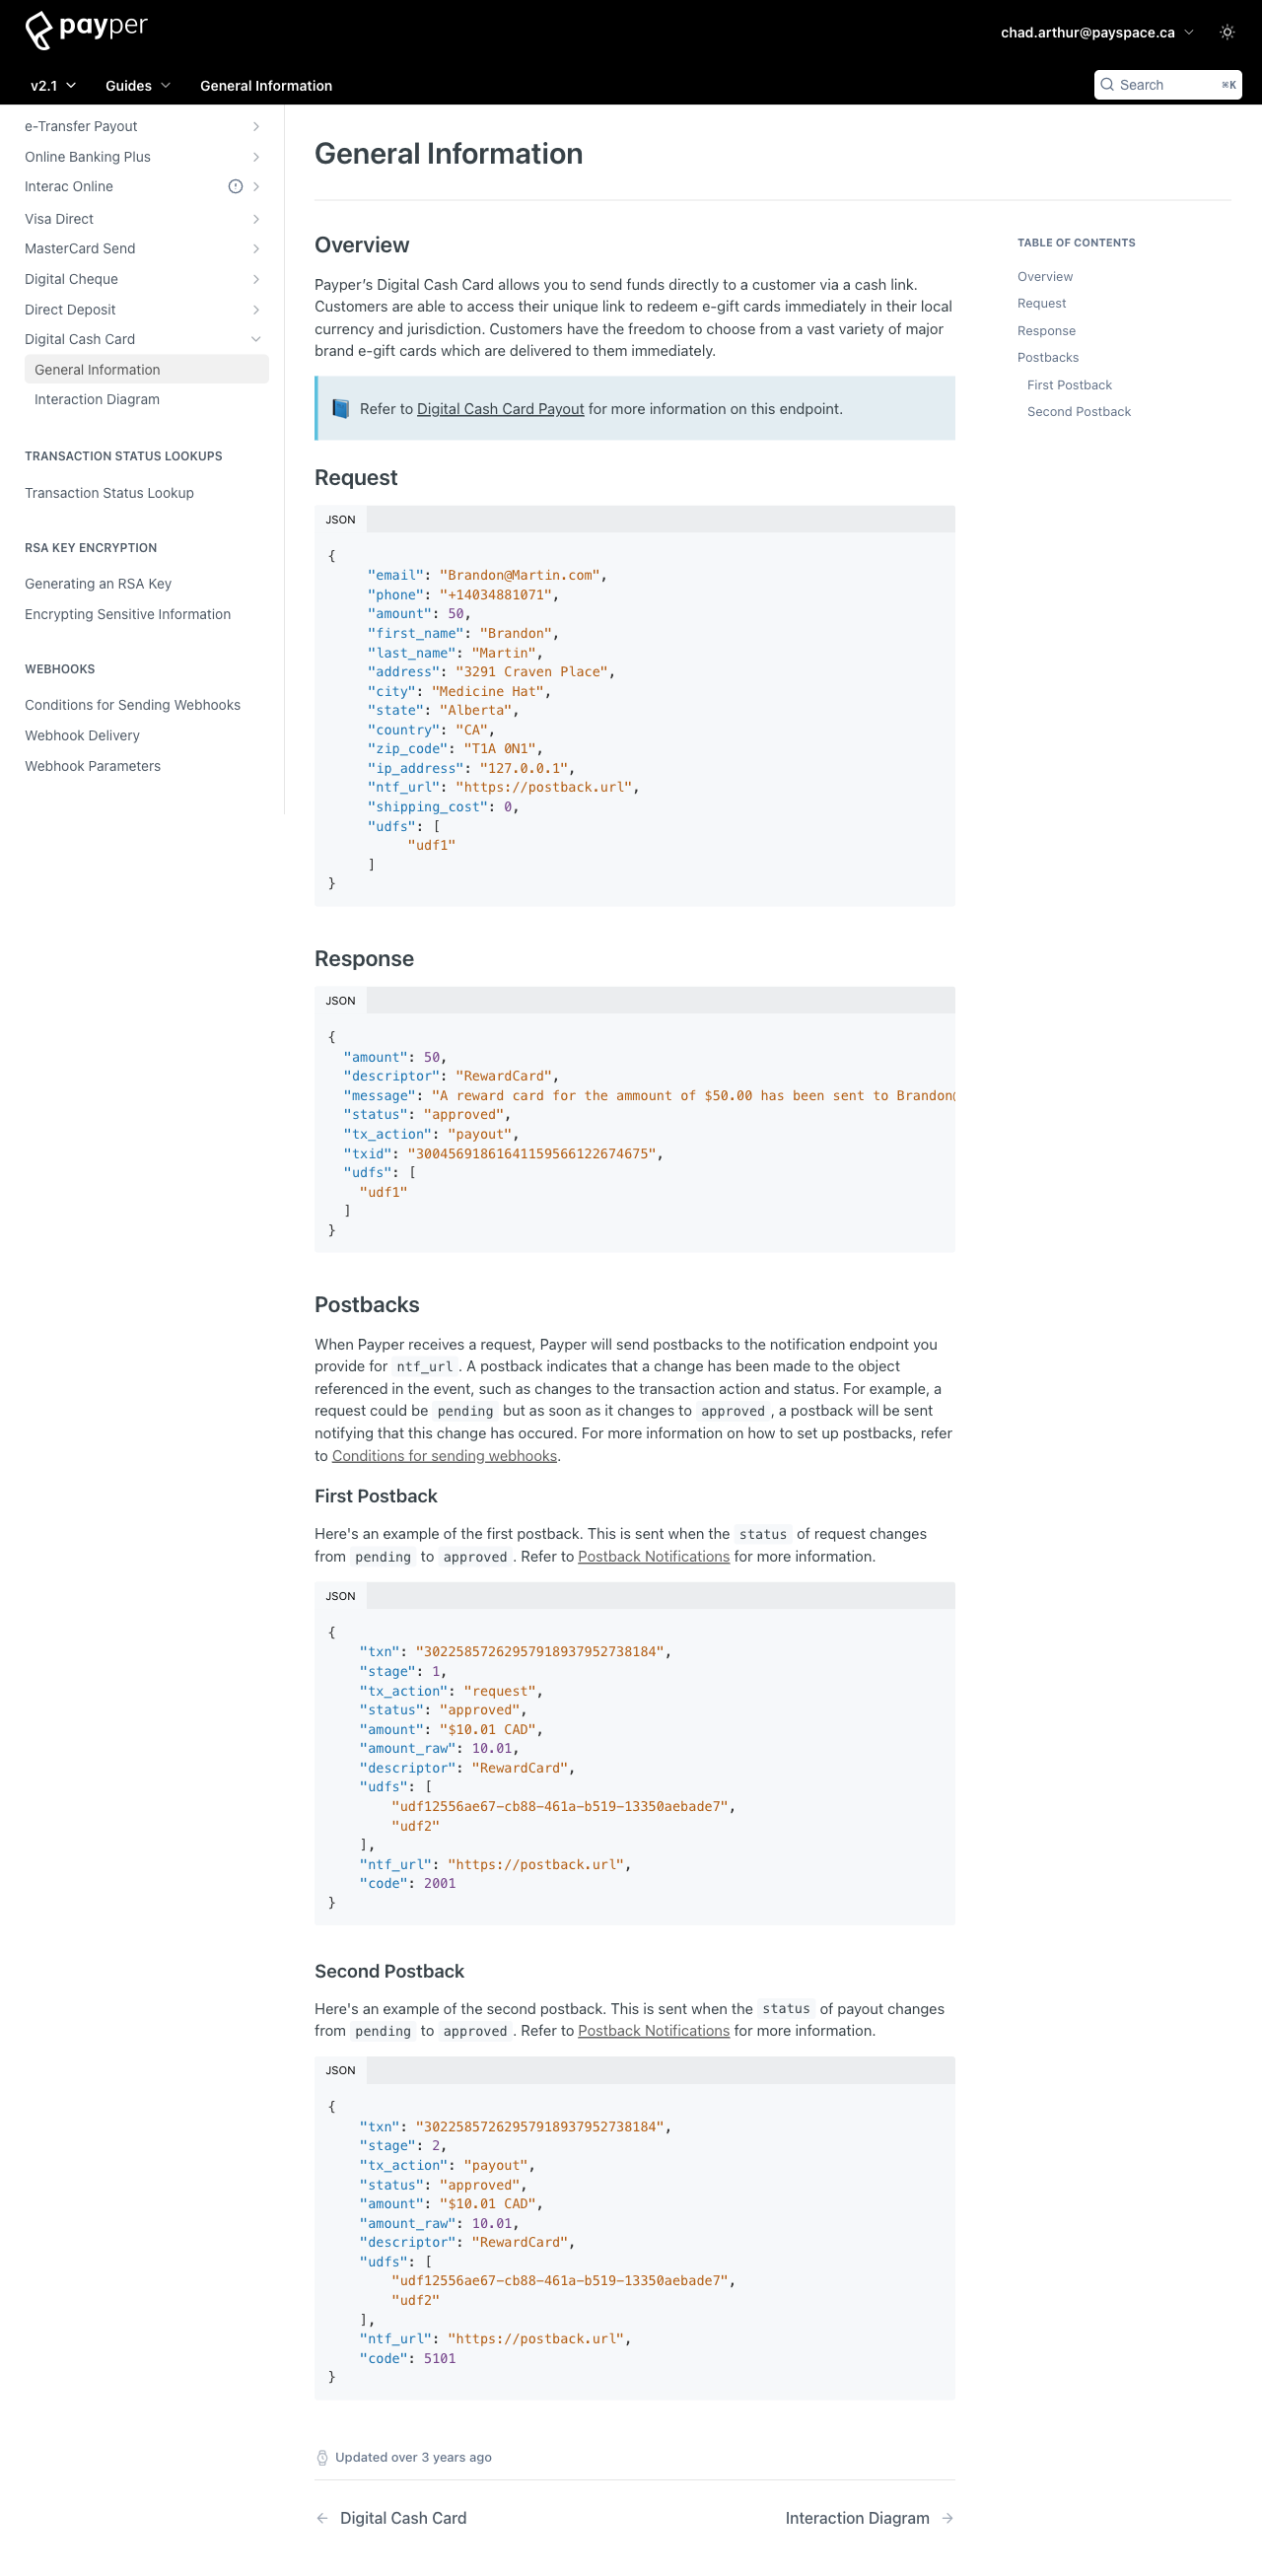 payper
chad.arthur@payspace.ca
v2.1 Guides General Information
Search ⌘K
e-Transfer Payout
Online Banking Plus
Interac Online
Visa Direct
MasterCard Send
Digital Cheque
Direct Deposit
Digital Cash Card
General Information
Interaction Diagram
TRANSACTION STATUS LOOKUPS
Transaction Status Lookup
RSA KEY ENCRYPTION
Generating an RSA Key
Encrypting Sensitive Information
WEBHOOKS
Conditions for Sending Webhooks
Webhook Delivery
Webhook Parameters
General Information
Overview
Payper’s Digital Cash Card allows you to send funds directly to a customer via a cash link.
Customers are able to access their unique link to redeem e-gift cards immediately in their local
currency and jurisdiction. Customers have the freedom to choose from a vast variety of major
brand e-gift cards which are delivered to them immediately.
Refer to Digital Cash Card Payout for more information on this endpoint.
Request
JSON
{
"email": "Brandon@Martin.com",
"phone": "+14034881071",
"amount": 50,
"first_name": "Brandon",
"last_name": "Martin",
"address": "3291 Craven Place",
"city": "Medicine Hat",
"state": "Alberta",
"country": "CA",
"zip_code": "T1A 0N1",
"ip_address": "127.0.0.1",
"ntf_url": "https://postback.url",
"shipping_cost": 0,
"udfs": [
"udf1"
]
}
Response
JSON
{
"amount": 50,
"descriptor": "RewardCard",
"message": "A reward card for the ammount of $50.00 has been sent to Brandon@
"status": "approved",
"tx_action": "payout",
"txid": "30045691861641159566122674675",
"udfs": [
"udf1"
]
}
Postbacks
When Payper receives a request, Payper will send postbacks to the notification endpoint you
provide for ntf_url. A postback indicates that a change has been made to the object
referenced in the event, such as changes to the transaction action and status. For example, a
request could be pending but as soon as it changes to approved, a postback will be sent
notifying that this change has occured. For more information on how to set up postbacks, refer
to Conditions for sending webhooks.
First Postback
Here's an example of the first postback. This is sent when the status of request changes
from pending to approved. Refer to Postback Notifications for more information.
JSON
{
"txn": "30225857262957918937952738184",
"stage": 1,
"tx_action": "request",
"status": "approved",
"amount": "$10.01 CAD",
"amount_raw": 10.01,
"descriptor": "RewardCard",
"udfs": [
"udf12556ae67-cb88-461a-b519-13350aebade7",
"udf2"
],
"ntf_url": "https://postback.url",
"code": 2001
}
Second Postback
Here's an example of the second postback. This is sent when the status of payout changes
from pending to approved. Refer to Postback Notifications for more information.
JSON
{
"txn": "30225857262957918937952738184",
"stage": 2,
"tx_action": "payout",
"status": "approved",
"amount": "$10.01 CAD",
"amount_raw": 10.01,
"descriptor": "RewardCard",
"udfs": [
"udf12556ae67-cb88-461a-b519-13350aebade7",
"udf2"
],
"ntf_url": "https://postback.url",
"code": 5101
}
Updated over 3 years ago
Digital Cash Card
Interaction Diagram
TABLE OF CONTENTS
Overview
Request
Response
Postbacks
First Postback
Second Postback